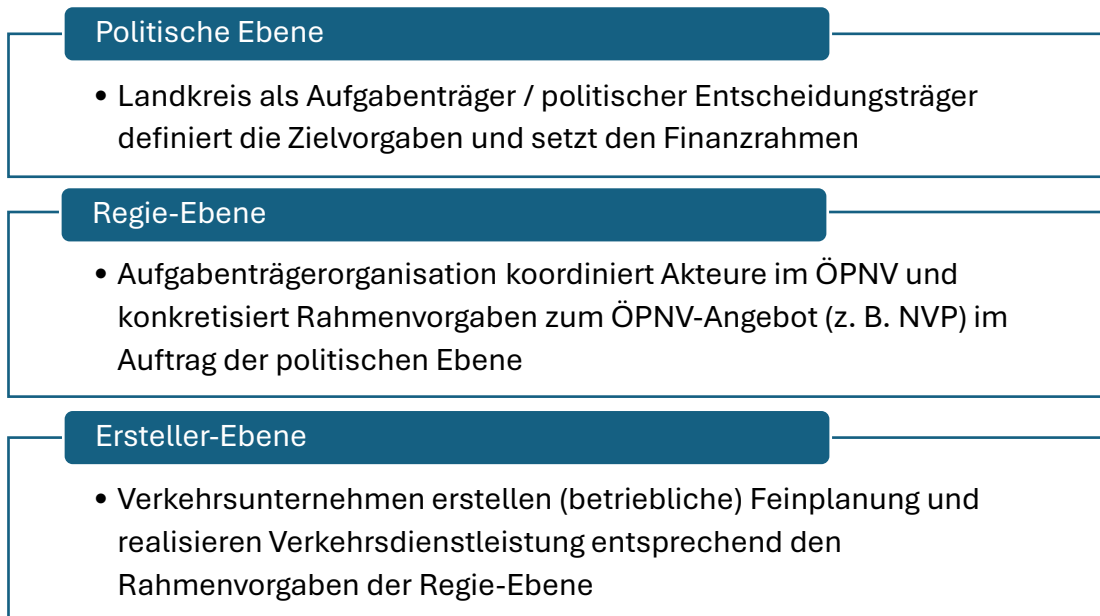 Politische Ebene
• Landkreis als Aufgabenträger / politischer Entscheidungsträger
definiert die Zielvorgaben und setzt den Finanzrahmen
Regie-Ebene
• Aufgabenträgerorganisation koordiniert Akteure im ÖPNV und
konkretisiert Rahmenvorgaben zum ÖPNV-Angebot (z. B. NVP) im
Auftrag der politischen Ebene
Ersteller-Ebene
• Verkehrsunternehmen erstellen (betriebliche) Feinplanung und
realisieren Verkehrsdienstleistung entsprechend den
Rahmenvorgaben der Regie-Ebene